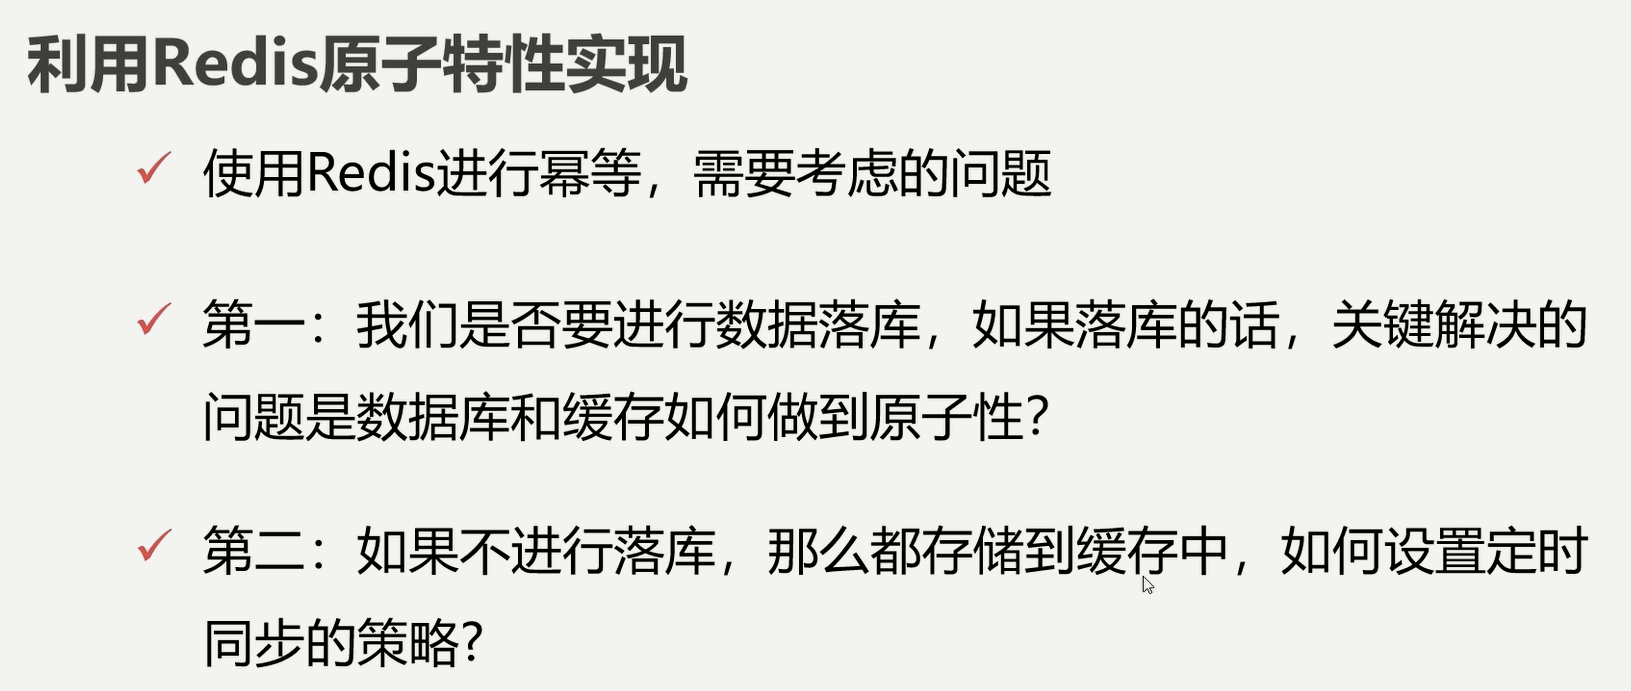 利用Redis原子特性实现
使用Redis进行幂等，需要考虑的问题
第一：我们是否要进行数据落库，如果落库的话，关键解决的
问题是数据库和缓存如何做到原子性？
第二：如果不进行落库，那么都存储到缓存中，如何设置定时
同步的策略？